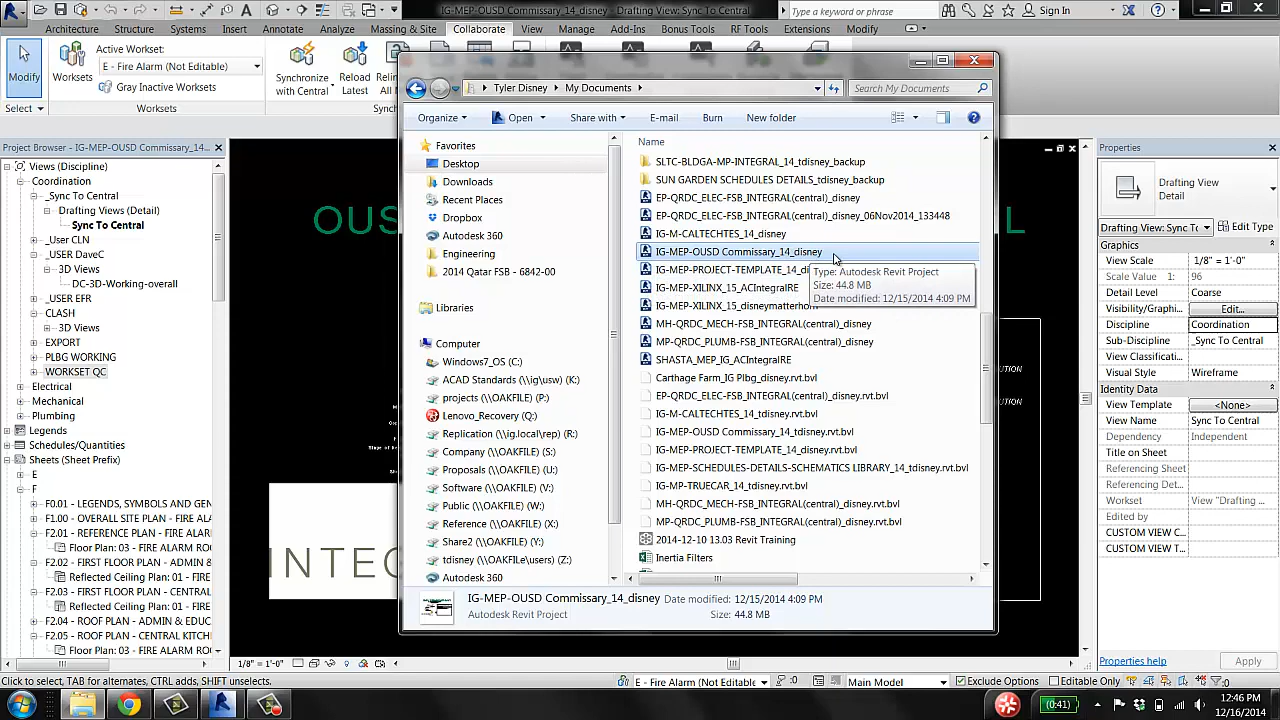 IG-MEP-OUSD Commissary_14_disney - Drafting View: Sync To Central
Type a keyword or phrase
Sign In
Architecture Structure Systems Insert Annotate Analyze Massing & Site Collaborate View Manage Add-Ins Bonus Tools RF Tools Extensions Modify
Modify
Worksets
Active Workset:
E - Fire Alarm (Not Editable)
Gray Inactive Worksets
Synchronize
with Central
Reload
Latest
Select
Worksets
Tyler Disney
My Documents
Search My Documents
Organize
Open
Share with
E-mail
Burn
New folder
Project Browser - IG-MEP-OUSD Commissary_14...
Views (Discipline)
Coordination
_Sync To Central
Drafting Views (Detail)
Sync To Central
_User CLN
_User DaveC
3D Views
DC-3D-Working-overall
_User EFR
CLASH
3D Views
EXPORT
PLBG WORKING
WORKSET QC
Electrical
Mechanical
Plumbing
Legends
Schedules/Quantities
Sheets (Sheet Prefix)
E
F
F0.01 - LEGENDS, SYMBOLS AND GEN
F1.00 - OVERALL SITE PLAN - FIRE ALA
F2.01 - REFERENCE PLAN - FIRE ALARM
Floor Plan: 03 - FIRE ALARM RO
F2.02 - FIRST FLOOR PLAN - ADMIN &
Reflected Ceiling Plan: 01 - FIRE
F2.03 - FIRST FLOOR PLAN - CENTRAL
Reflected Ceiling Plan: 01 - FIRE
F2.04 - ROOF PLAN - ADMIN & EDUC
Floor Plan: 03 - FIRE ALARM RO
F2.05 - ROOF PLAN - CENTRAL KITCHE
Floor Plan: 03 - FIRE ALARM RO
OUS
INTEG
Favorites
Desktop
Downloads
Recent Places
Dropbox
Autodesk 360
Engineering
2014 Qatar FSB - 6842-00
Libraries
Computer
Windows7_OS (C:)
ACAD Standards (\\ig\usw) (K:)
projects (\\OAKFILE) (P:)
Lenovo_Recovery (Q:)
Replication (\\ig.local\rep) (R:)
Company (\\OAKFILE) (S:)
Proposals (\\OAKFILE) (U:)
Software (\\OAKFILE) (V:)
Public (\\OAKFILE) (W:)
Reference (\\OAKFILE) (X:)
Share2 (\\OAKFILE) (Y:)
tdisney (\\OAKFILe\users) (Z:)
Autodesk 360
Name
SLTC-BLDGA-MP-INTEGRAL_14_tdisney_backup
SUN GARDEN SCHEDULES DETAILS_tdisney_backup
EP-QRDC_ELEC-FSB_INTEGRAL(central)_disney
EP-QRDC_ELEC-FSB_INTEGRAL(central)_disney_06Nov2014_133448
IG-M-CALTECHTES_14_disney
IG-MEP-OUSD Commissary_14_disney
IG-MEP-PROJECT-TEMPLATE_14_di
IG-MEP-XILINX_15_ACIntegralRE
IG-MEP-XILINX_15_disneymatterhorn
MH-QRDC_MECH-FSB_INTEGRAL(central)_disney
MP-QRDC_PLUMB-FSB_INTEGRAL(central)_disney
SHASTA_MEP_IG_ACIntegralRE
Carthage Farm_IG Plbg_disney.rvt.bvl
EP-QRDC_ELEC-FSB_INTEGRAL(central)_disney.rvt.bvl
IG-M-CALTECHTES_14_tdisney.rvt.bvl
IG-MEP-OUSD Commissary_14_tdisney.rvt.bvl
IG-MEP-PROJECT-TEMPLATE_14_tdisney.rvt.bvl
IG-MEP-SCHEDULES-DETAILS-SCHEMATICS LIBRARY_14_tdisney.rvt.bvl
IG-MP-TRUECAR_14_tdisney.rvt.bvl
MH-QRDC_MECH-FSB_INTEGRAL(central)_disney.rvt.bvl
MP-QRDC_PLUMB-FSB_INTEGRAL(central)_disney.rvt.bvl
2014-12-10 13.03 Revit Training
Inertia Filters
Type: Autodesk Revit Project
Size: 44.8 MB
Date modified: 12/15/2014 4:09 PM
IG-MEP-OUSD Commissary_14_disney Date modified: 12/15/2014 4:09 PM
Autodesk Revit Project Size: 44.8 MB
Properties
Drafting View
Detail
Drafting View: Sync To
Edit Type
Graphics
View Scale 1/8" = 1'-0"
Scale Value 1: 96
Detail Level Coarse
Visibility/Graphi... Edit...
Discipline Coordination
Sub-Discipline _Sync To Central
View Classificati...
Visual Style Wireframe
Identity Data
View Template <None>
View Name Sync To Central
Dependency Independent
Title on Sheet
Referencing Sheet
Referencing Det...
Workset View "Drafting
Edited by
CUSTOM VIEW C...
CUSTOM VIEW T...
Properties help
Apply
1/8" = 1'-0"
Click to select, TAB for alternates, CTRL adds, SHIFT unselects.
E - Fire Alarm (Not Editable)
:0
Main Model
Exclude Options
Editable Only
:0
(0:41)
12:46 PM
12/16/2014